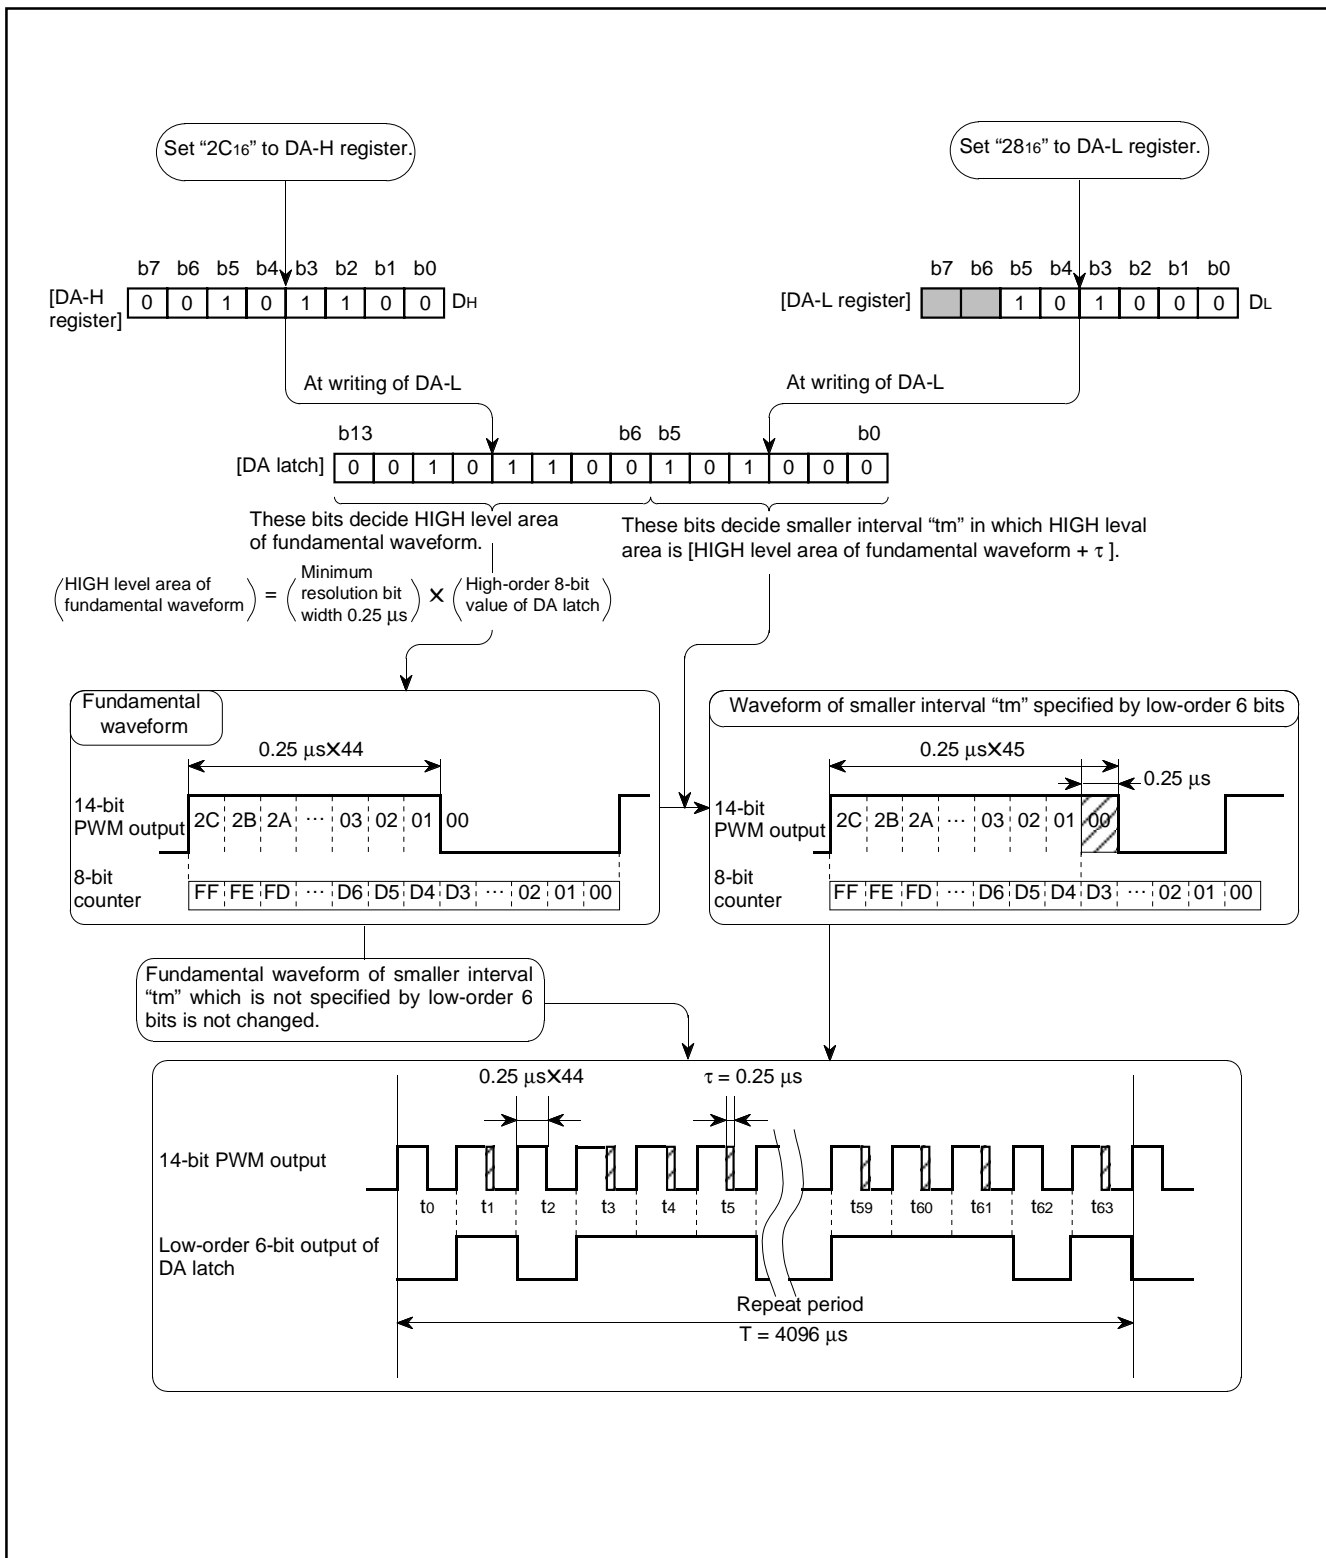 Set “2C16” to DA-H register.
Set “2816” to DA-L register.
b7 b6 b5 b4 b3 b2 b1 b0
[DA-H register] 0 0 1 0 1 1 0 0 DH
b7 b6 b5 b4 b3 b2 b1 b0
[DA-L register] 1 0 1 0 0 0 DL
At writing of DA-L
At writing of DA-L
b13 b6 b5 b0
[DA latch] 0 0 1 0 1 1 0 0 1 0 1 0 0 0
These bits decide HIGH level area
of fundamental waveform.
These bits decide smaller interval “tm” in which HIGH leval
area is [HIGH level area of fundamental waveform + τ ].
(HIGH level area of
fundamental waveform) = (Minimum
resolution bit
width 0.25 μs) × (High-order 8-bit
value of DA latch)
Fundamental
waveform
0.25 μs×44
14-bit
PWM output
2C 2B 2A ··· 03 02 01 00
8-bit
counter
FF FE FD ··· D6 D5 D4 D3 ··· 02 01 00
Waveform of smaller interval “tm” specified by low-order 6 bits
0.25 μs×45
0.25 μs
14-bit
PWM output
2C 2B 2A ··· 03 02 01 00
8-bit
counter
FF FE FD ··· D6 D5 D4 D3 ··· 02 01 00
Fundamental waveform of smaller interval
“tm” which is not specified by low-order 6
bits is not changed.
0.25 μs×44
τ = 0.25 μs
14-bit PWM output
t0 t1 t2 t3 t4 t5 t59 t60 t61 t62 t63
Low-order 6-bit output of
DA latch
Repeat period
T = 4096 μs